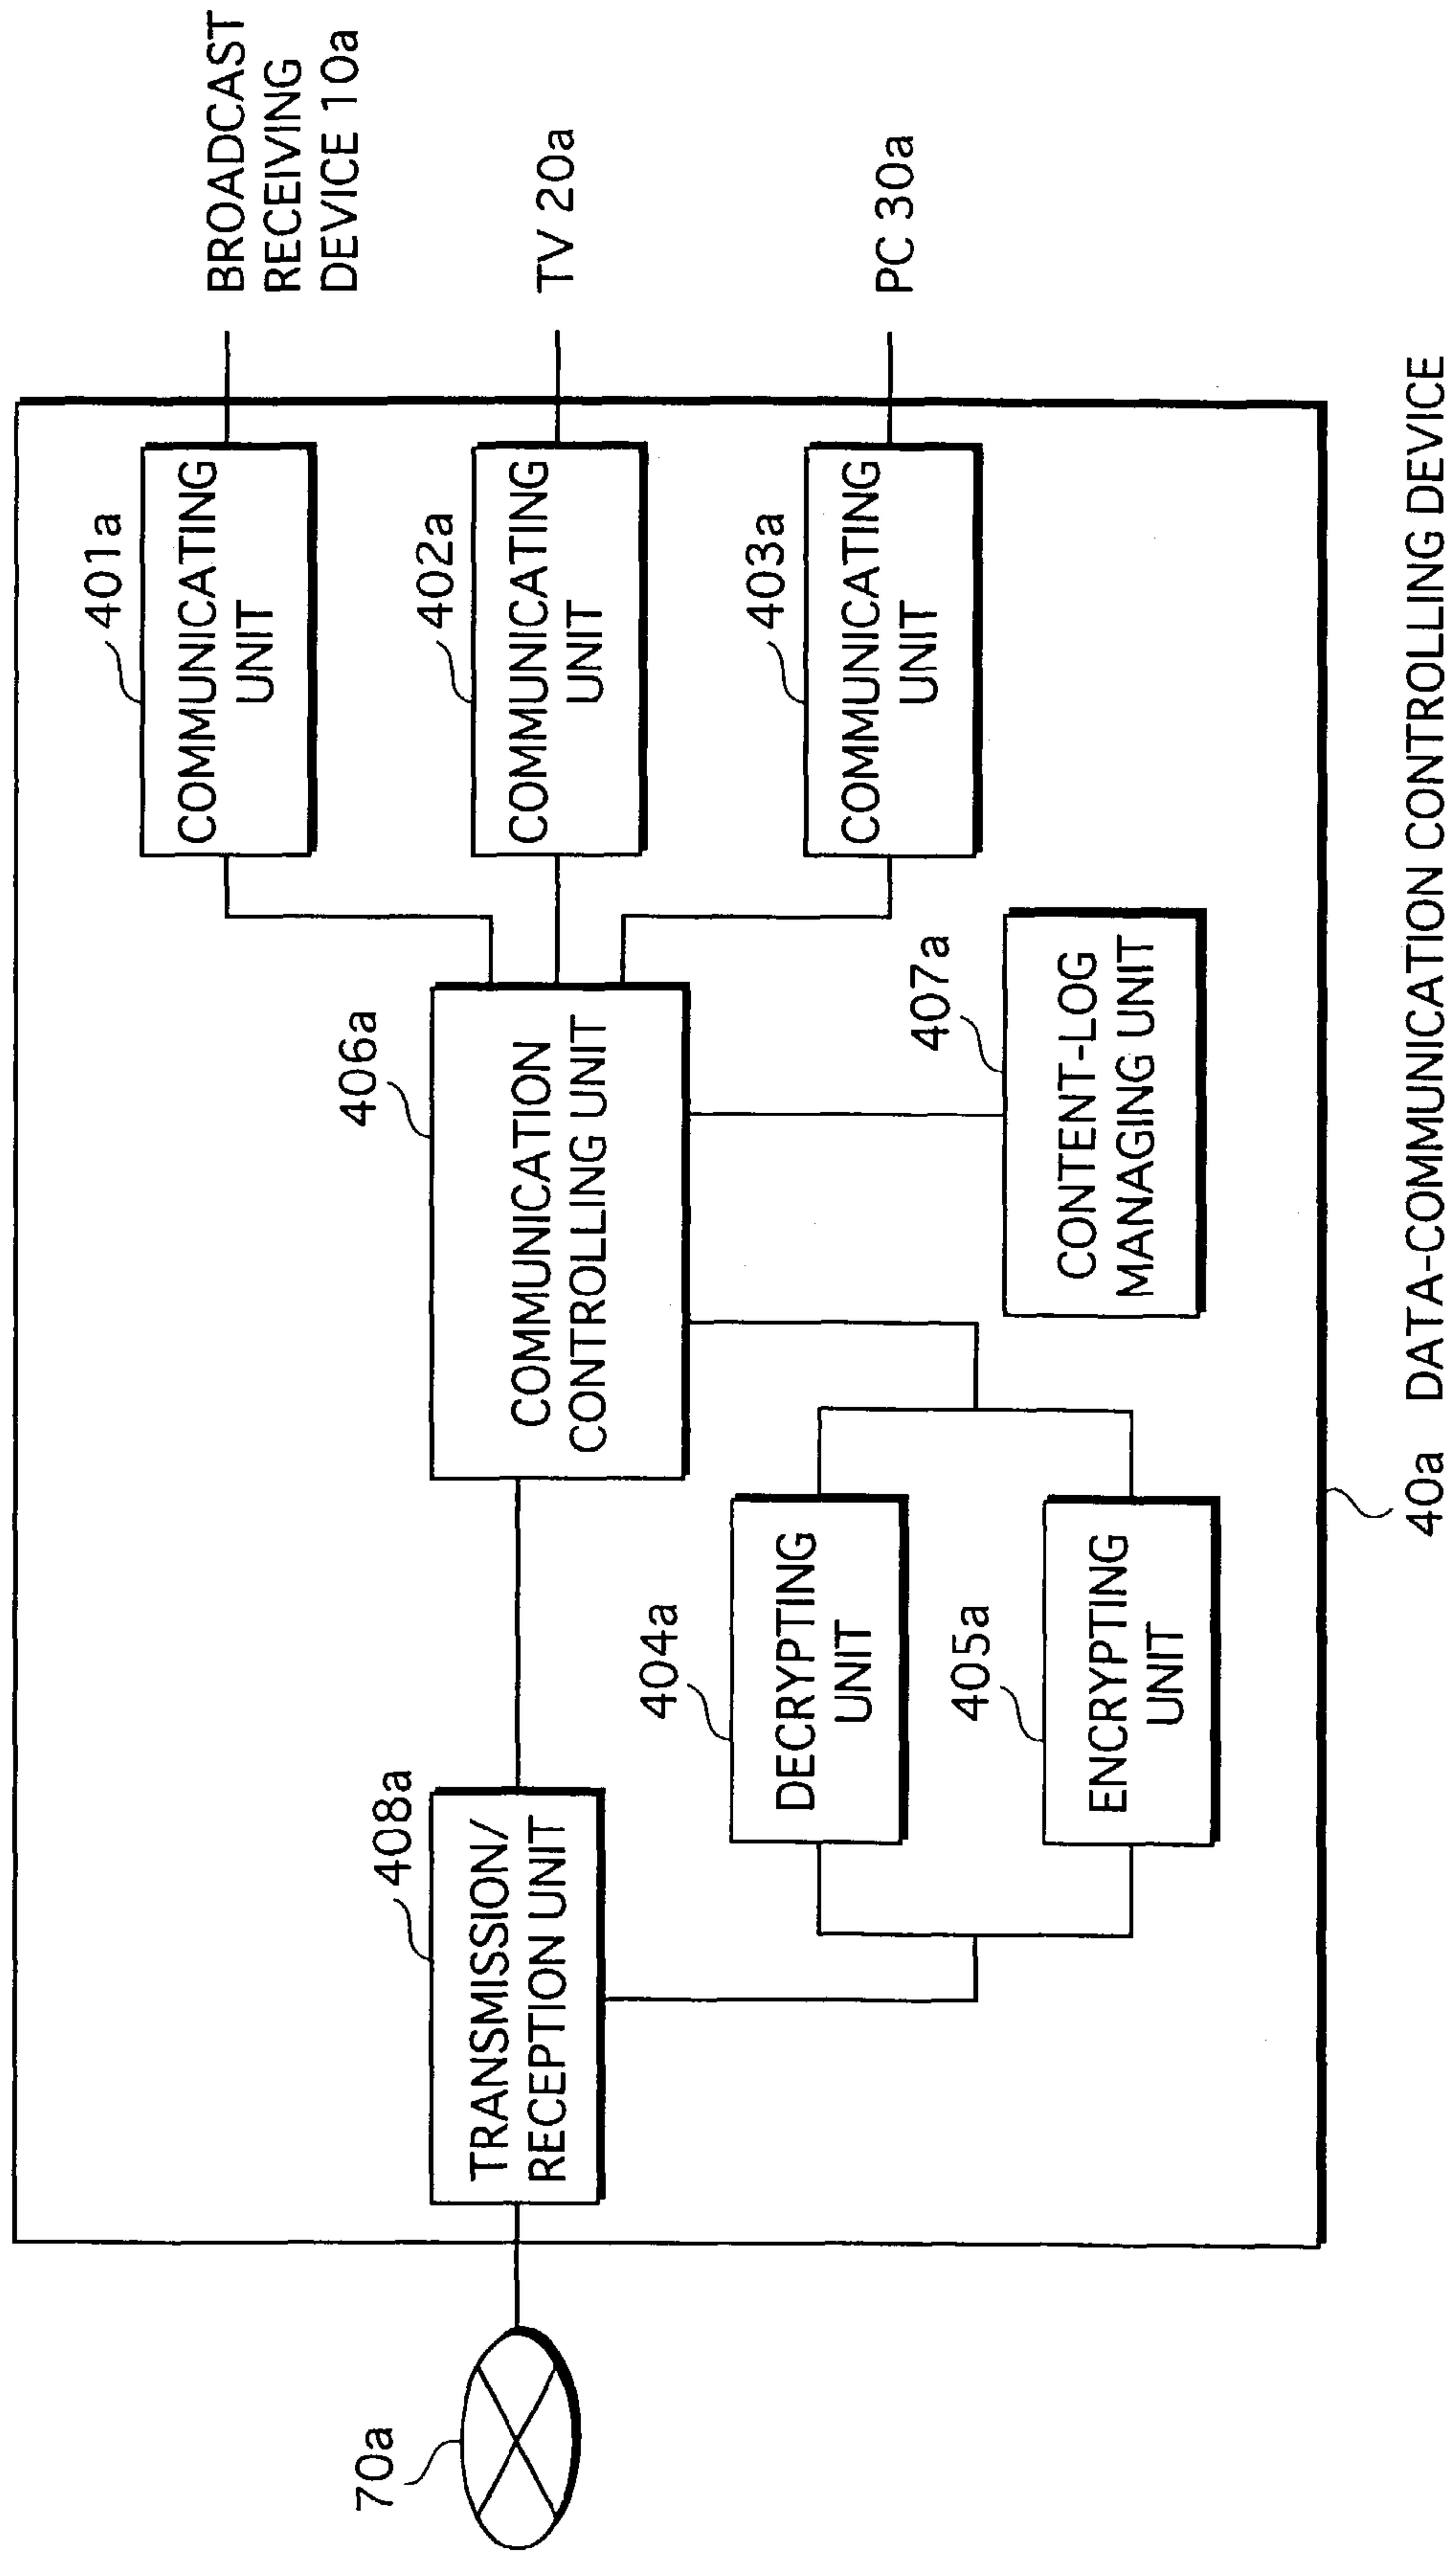 BROADCAST
RECEIVING
DEVICE 10a
401a
COMMUNICATING
UNIT
402a
COMMUNICATING
UNIT
TV 20a
403a
COMMUNICATING
UNIT
PC 30a
406a
COMMUNICATION
CONTROLLING UNIT
407a
CONTENT-LOG
MANAGING UNIT
70a
408a
TRANSMISSION/
RECEPTION UNIT
404a
DECRYPTING
UNIT
405a
ENCRYPTING
UNIT
40a DATA-COMMUNICATION CONTROLLING DEVICE